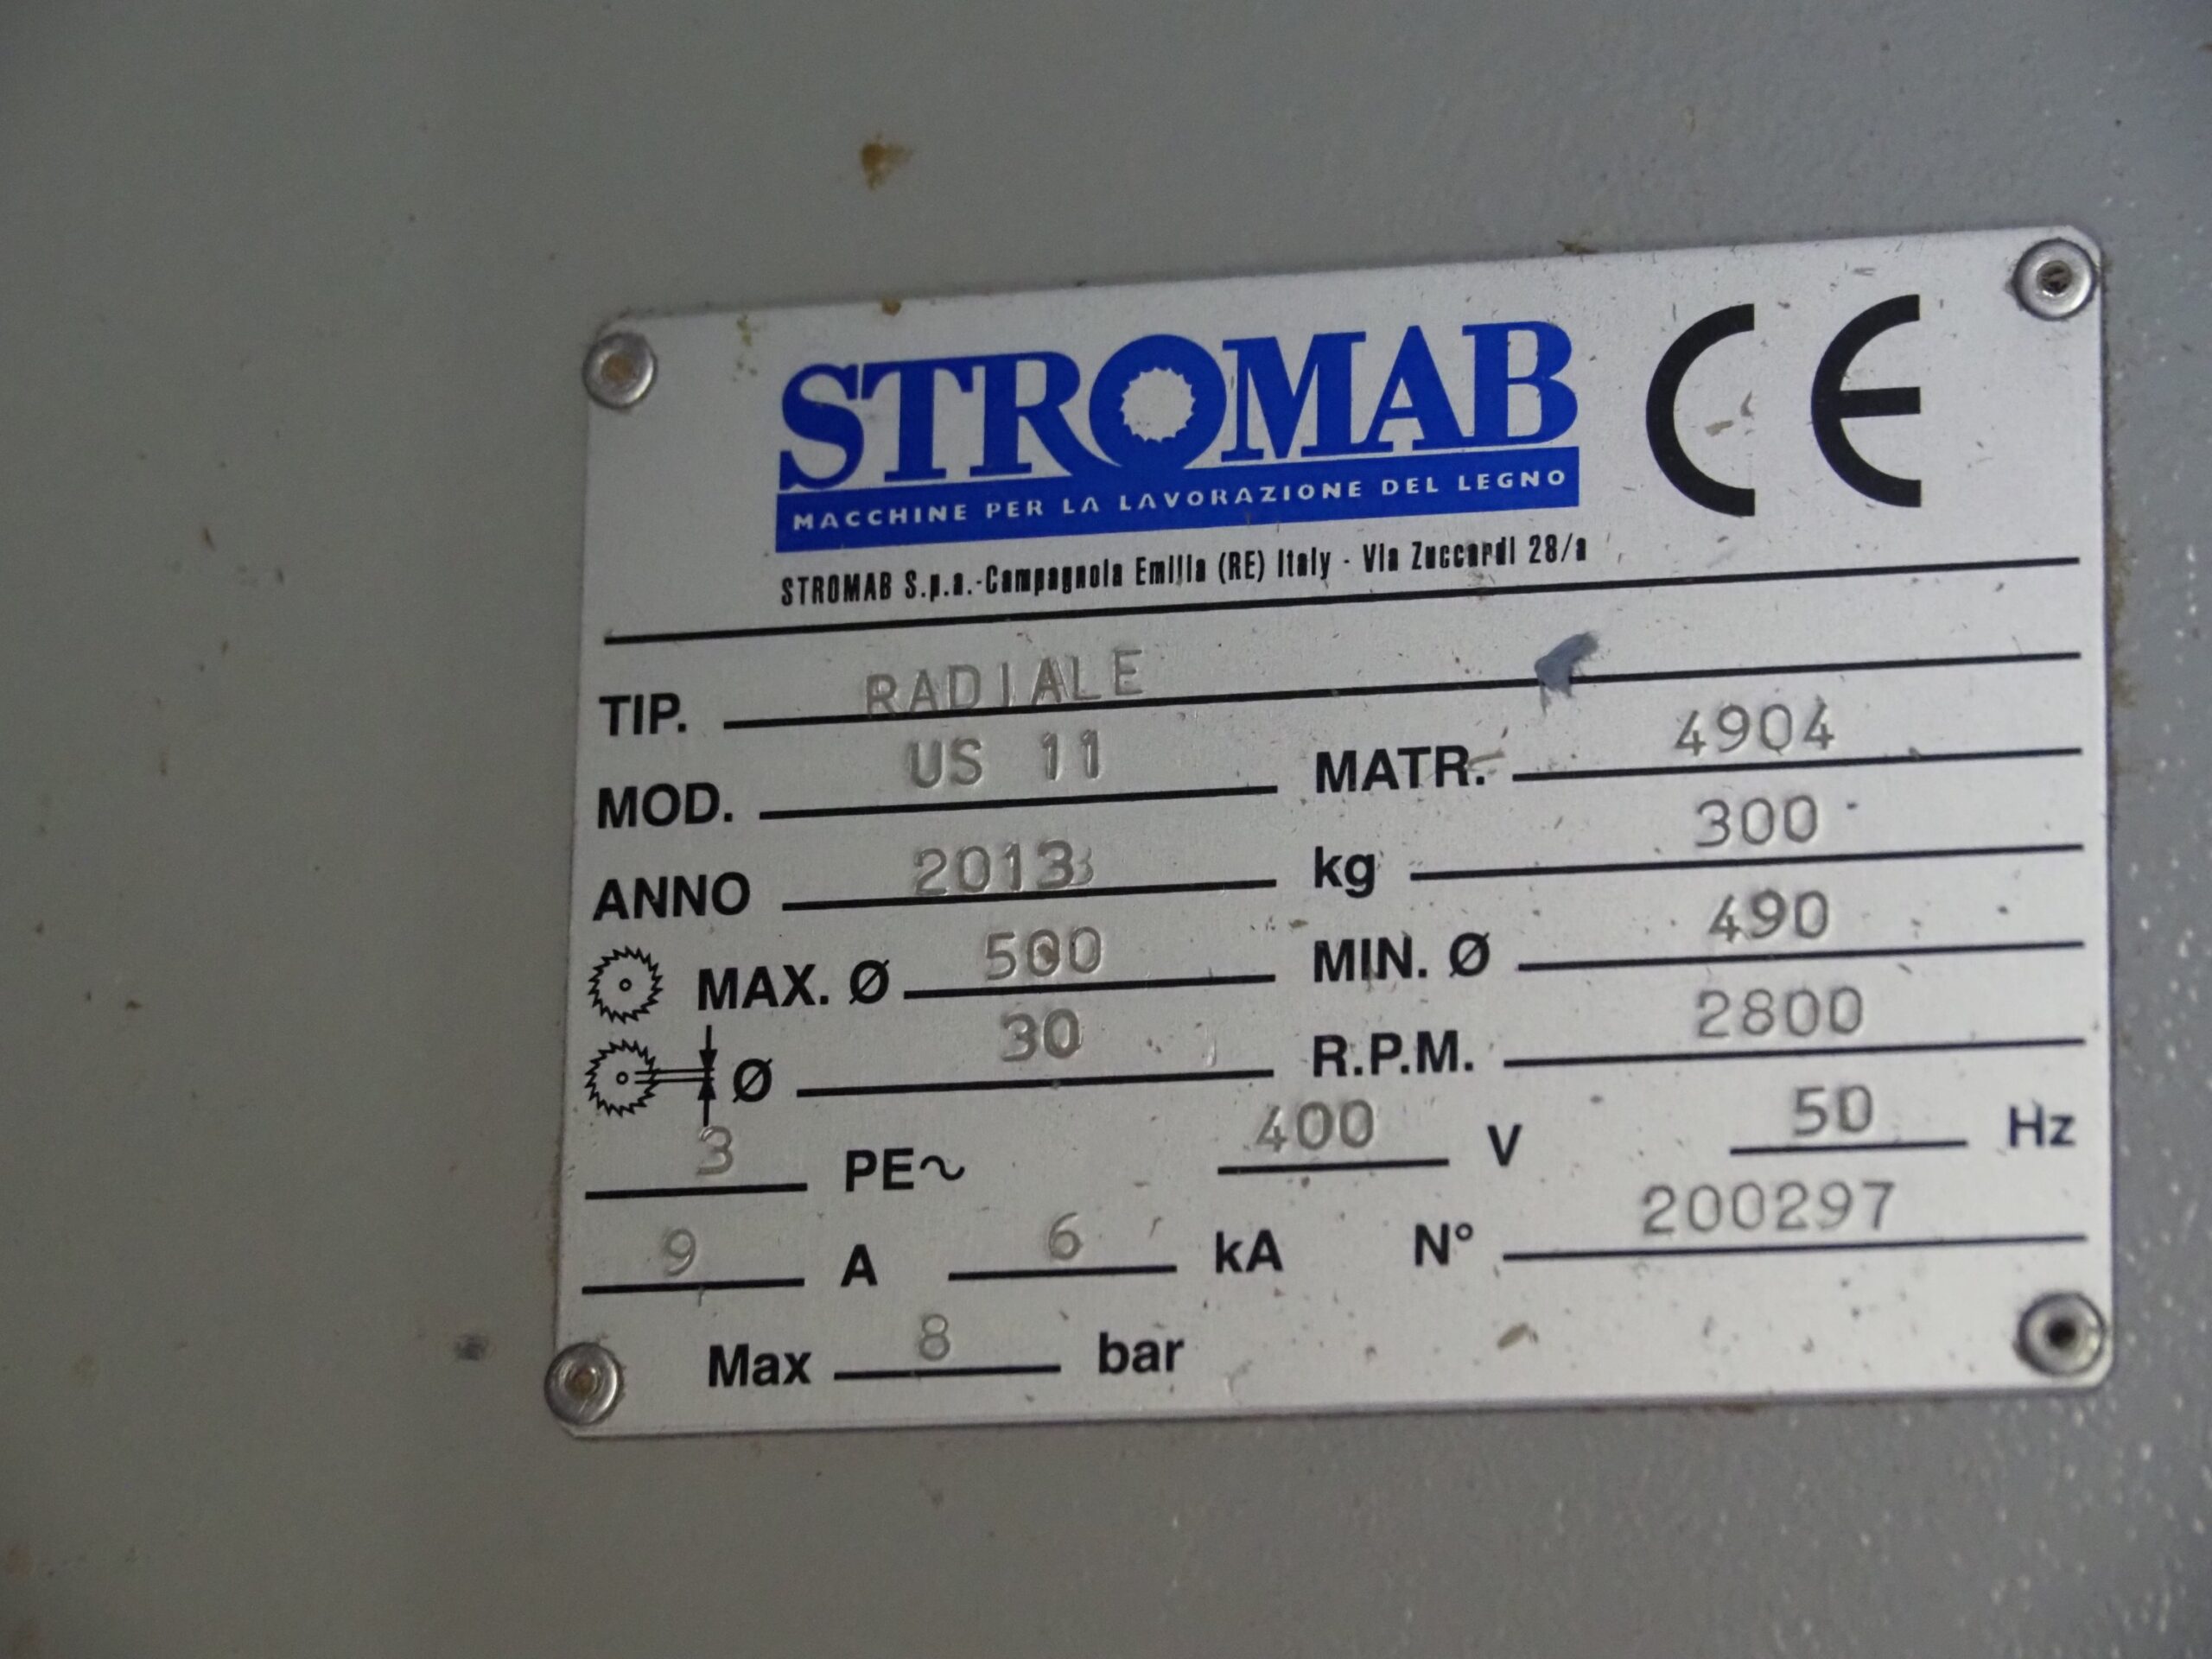 STROMAB CE
MACCHINE PER LA LAVORAZIONE DEL LEGNO
STROMAB S.p.a.-Campagnola Emilia (RE) Italy - Via Zuccardi 28/a
TIP. RADIALE
MOD. US 11 MATR. 4904
ANNO 2013 kg 300
MAX. Ø 500 MIN. Ø 490
Ø 30 R.P.M. 2800
3 PE~ 400 V 50 Hz
9 A 6 kA N° 200297
Max 8 bar